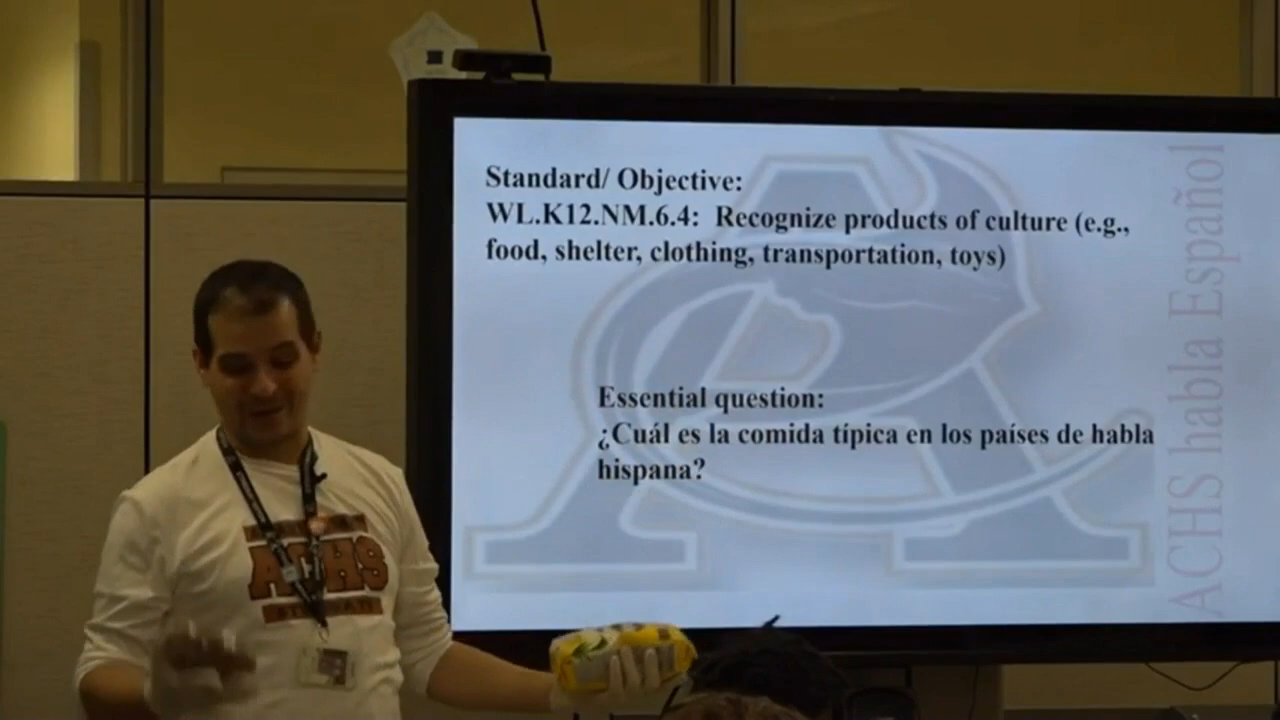 Standard/ Objective:
WL.K12.NM.6.4: Recognize products of culture (e.g.,
food, shelter, clothing, transportation, toys)
Essential question:
¿Cuál es la comida típica en los países de habla
hispana?
ACHS habla Español
ACHS